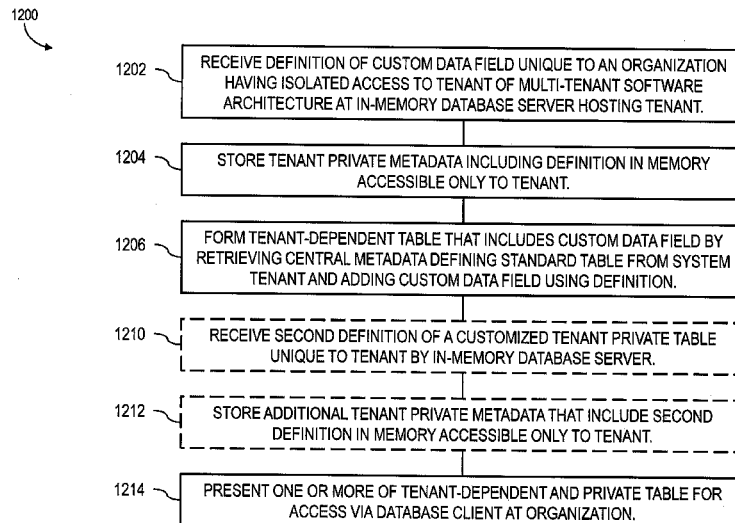 1200
1202
RECEIVE DEFINITION OF CUSTOM DATA FIELD UNIQUE TO AN ORGANIZATION
HAVING ISOLATED ACCESS TO TENANT OF MULTI-TENANT SOFTWARE
ARCHITECTURE AT IN-MEMORY DATABASE SERVER HOSTING TENANT.
1204
STORE TENANT PRIVATE METADATA INCLUDING DEFINITION IN MEMORY
ACCESSIBLE ONLY TO TENANT.
1206
FORM TENANT-DEPENDENT TABLE THAT INCLUDES CUSTOM DATA FIELD BY
RETRIEVING CENTRAL METADATA DEFINING STANDARD TABLE FROM SYSTEM
TENANT AND ADDING CUSTOM DATA FIELD USING DEFINITION.
1210
RECEIVE SECOND DEFINITION OF A CUSTOMIZED TENANT PRIVATE TABLE
UNIQUE TO TENANT BY IN-MEMORY DATABASE SERVER.
1212
STORE ADDITIONAL TENANT PRIVATE METADATA THAT INCLUDE SECOND
DEFINITION IN MEMORY ACCESSIBLE ONLY TO TENANT.
1214
PRESENT ONE OR MORE OF TENANT-DEPENDENT AND PRIVATE TABLE FOR
ACCESS VIA DATABASE CLIENT AT ORGANIZATION.